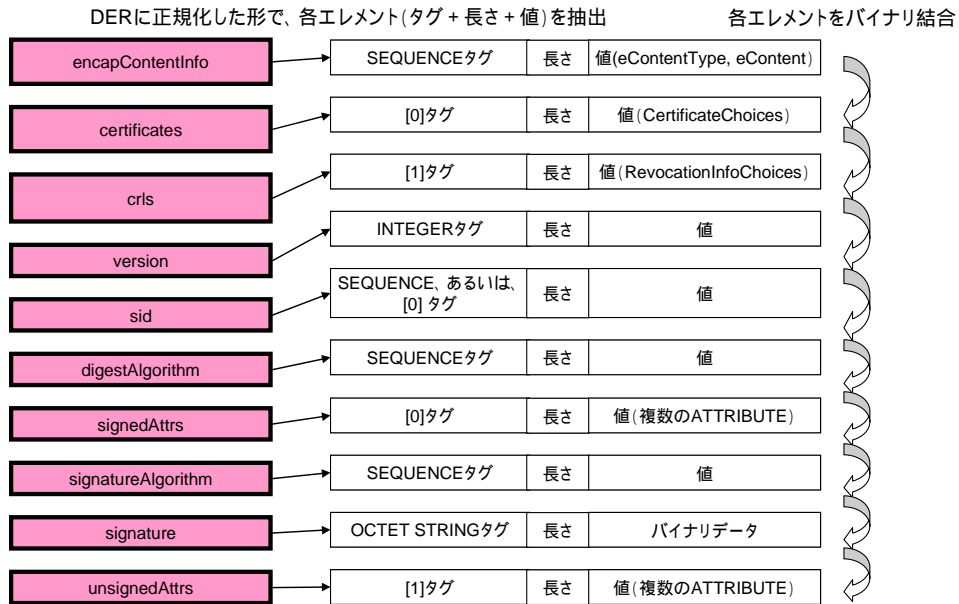 DERに正規化した形で、各エレメント(タグ + 長さ + 値)を抽出
各エレメントをバイナリ結合
encapContentInfo
SEQUENCEタグ 長さ 値(eContentType, eContent)
certificates
[0]タグ 長さ 値(CertificateChoices)
crls
[1]タグ 長さ 値(RevocationInfoChoices)
version
INTEGERタグ 長さ 値
sid
SEQUENCE、あるいは、
[0] タグ 長さ 値
digestAlgorithm
SEQUENCEタグ 長さ 値
signedAttrs
[0]タグ 長さ 値(複数のATTRIBUTE)
signatureAlgorithm
SEQUENCEタグ 長さ 値
signature
OCTET STRINGタグ 長さ バイナリデータ
unsignedAttrs
[1]タグ 長さ 値(複数のATTRIBUTE)